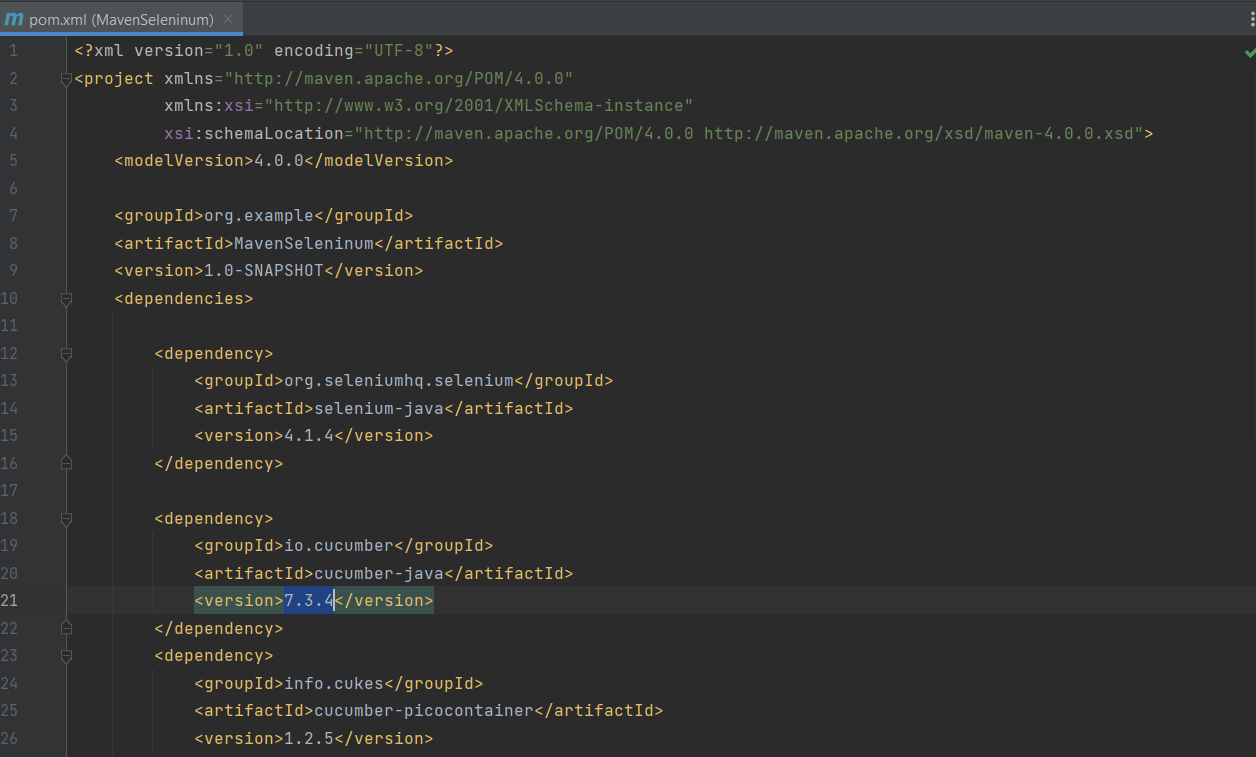 m pom.xml (MavenSeleninum)
1 <?xml version="1.0" encoding="UTF-8"?>
2 <project xmlns="http://maven.apache.org/POM/4.0.0"
3 xmlns:xsi="http://www.w3.org/2001/XMLSchema-instance"
4 xsi:schemaLocation="http://maven.apache.org/POM/4.0.0 http://maven.apache.org/xsd/maven-4.0.0.xsd">
5 <modelVersion>4.0.0</modelVersion>
6
7 <groupId>org.example</groupId>
8 <artifactId>MavenSeleninum</artifactId>
9 <version>1.0-SNAPSHOT</version>
10 <dependencies>
11
12 <dependency>
13 <groupId>org.seleniumhq.selenium</groupId>
14 <artifactId>selenium-java</artifactId>
15 <version>4.1.4</version>
16 </dependency>
17
18 <dependency>
19 <groupId>io.cucumber</groupId>
20 <artifactId>cucumber-java</artifactId>
21 <version>7.3.4</version>
22 </dependency>
23 <dependency>
24 <groupId>info.cukes</groupId>
25 <artifactId>cucumber-picocontainer</artifactId>
26 <version>1.2.5</version>